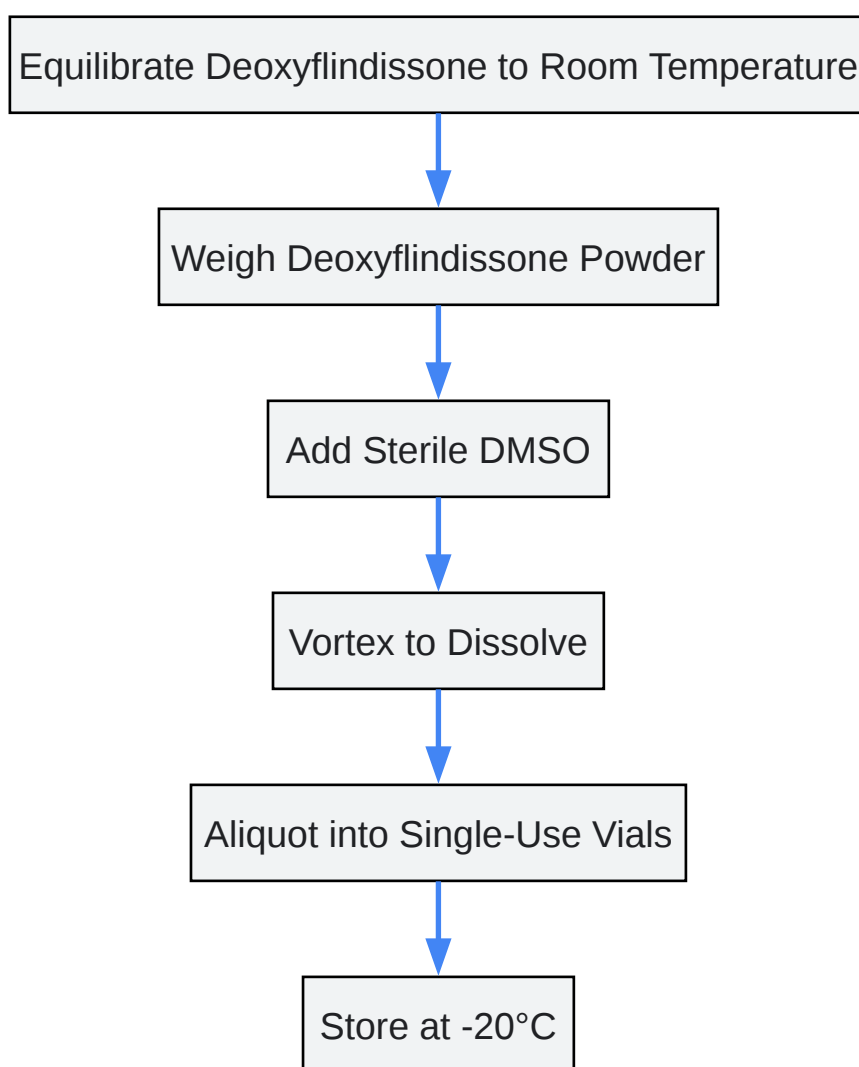 Equilibrate Deoxyflindissone to Room Temperature
Weigh Deoxyflindissone Powder
Add Sterile DMSO
Vortex to Dissolve
Aliquot into Single-Use Vials
Store at -20°C